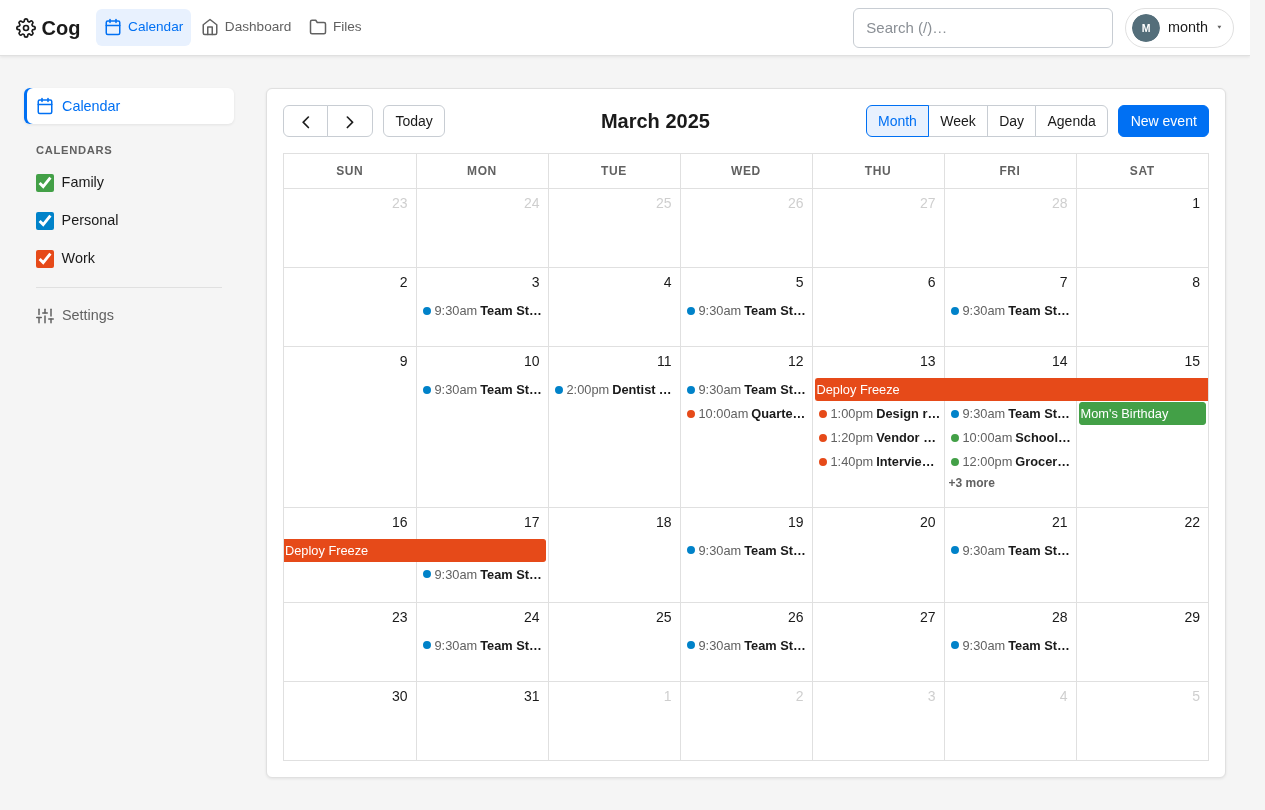 Cog Calendar Dashboard Files Search (/)… M month
Calendar
CALENDARS
Family
Personal
Work
Settings
Today March 2025 Month Week Day Agenda New event
SUN MON TUE WED THU FRI SAT
23 24 25 26 27 28 1
2 3 4 5 6 7 8
9:30am Team St… 9:30am Team St… 9:30am Team St…
9 10 11 12 13 14 15
9:30am Team St… 2:00pm Dentist … 9:30am Team St… Deploy Freeze
10:00am Quarte… 1:00pm Design r… 9:30am Team St… Mom's Birthday
1:20pm Vendor … 10:00am School…
1:40pm Intervie… 12:00pm Grocer…
+3 more
16 17 18 19 20 21 22
Deploy Freeze 9:30am Team St… 9:30am Team St…
9:30am Team St…
23 24 25 26 27 28 29
9:30am Team St… 9:30am Team St… 9:30am Team St…
30 31 1 2 3 4 5